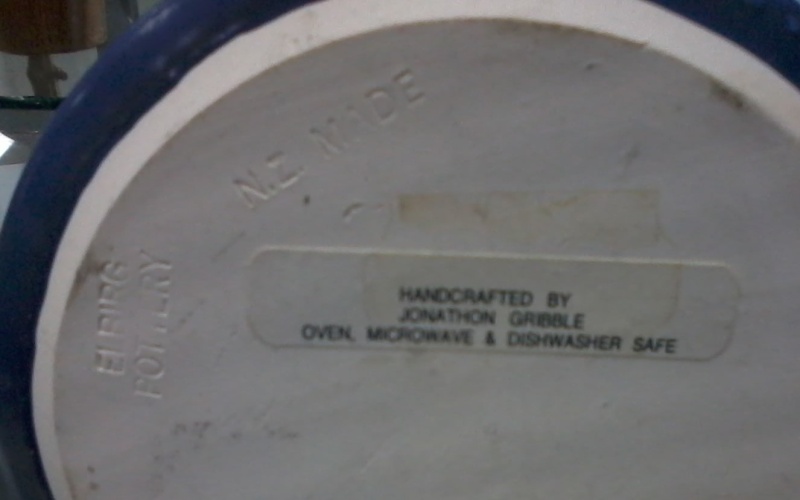 N.Z. MADE
POTTERY
HANDCRAFTED BY
JONATHON GRIBBLE
OVEN, MICROWAVE & DISHWASHER SAFE